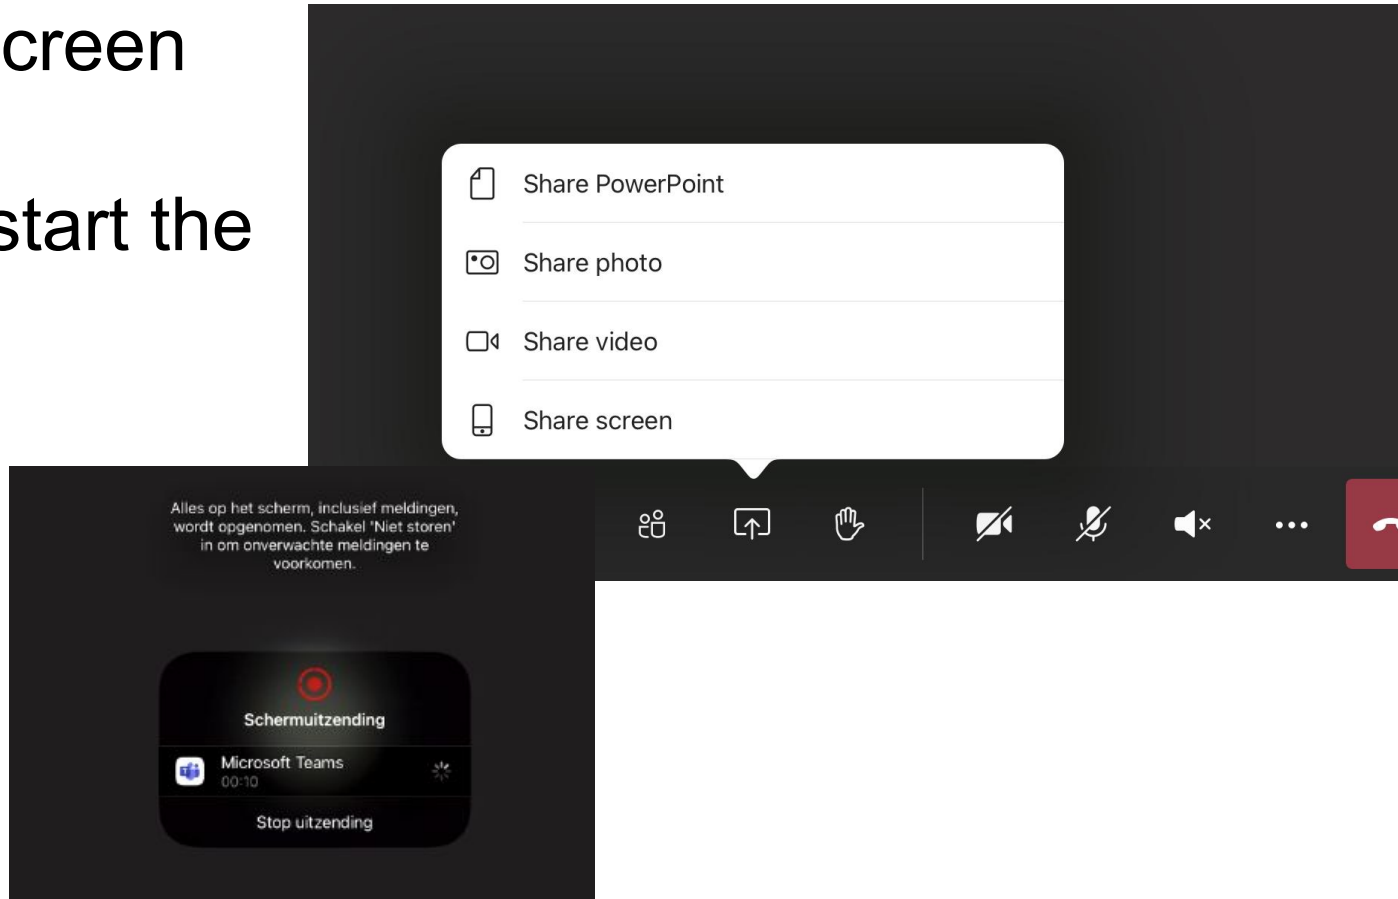 creen
start the
Share PowerPoint
Share photo
Share video
Share screen
Alles op het scherm, inclusief meldingen,
wordt opgenomen. Schakel 'Niet storen'
in om onverwachte meldingen te
voorkomen.
Schermuitzending
Microsoft Teams
00:10
Stop uitzending